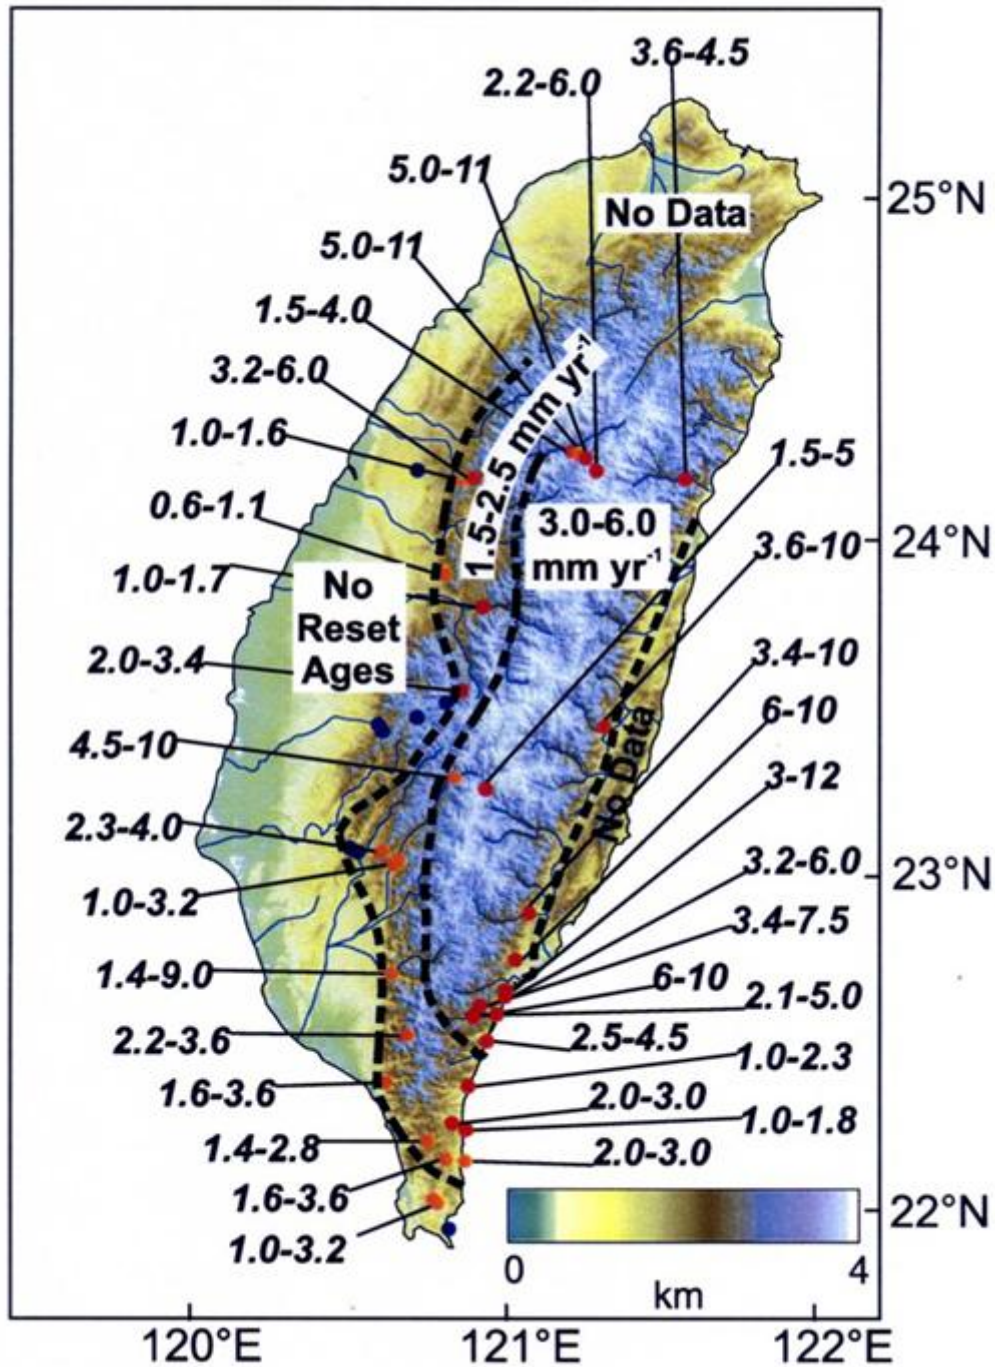 3.6-4.5
2.2-6.0
5.0-11
25°N
No Data
5.0-11
1.5-4.0
3.2-6.0
1.5-2.5 mm yr⁻¹
1.0-1.6
1.5-5
0.6-1.1
3.0-6.0
mm yr⁻¹
24°N
3.6-10
1.0-1.7
No
Reset
Ages
2.0-3.4
3.4-10
6-10
4.5-10
No Data
3-12
2.3-4.0
3.2-6.0
23°N
1.0-3.2
3.4-7.5
1.4-9.0
6-10
2.1-5.0
2.2-3.6
2.5-4.5
1.0-2.3
1.6-3.6
2.0-3.0
1.0-1.8
1.4-2.8
2.0-3.0
1.6-3.6
22°N
1.0-3.2
0
4
km
120°E
121°E
122°E